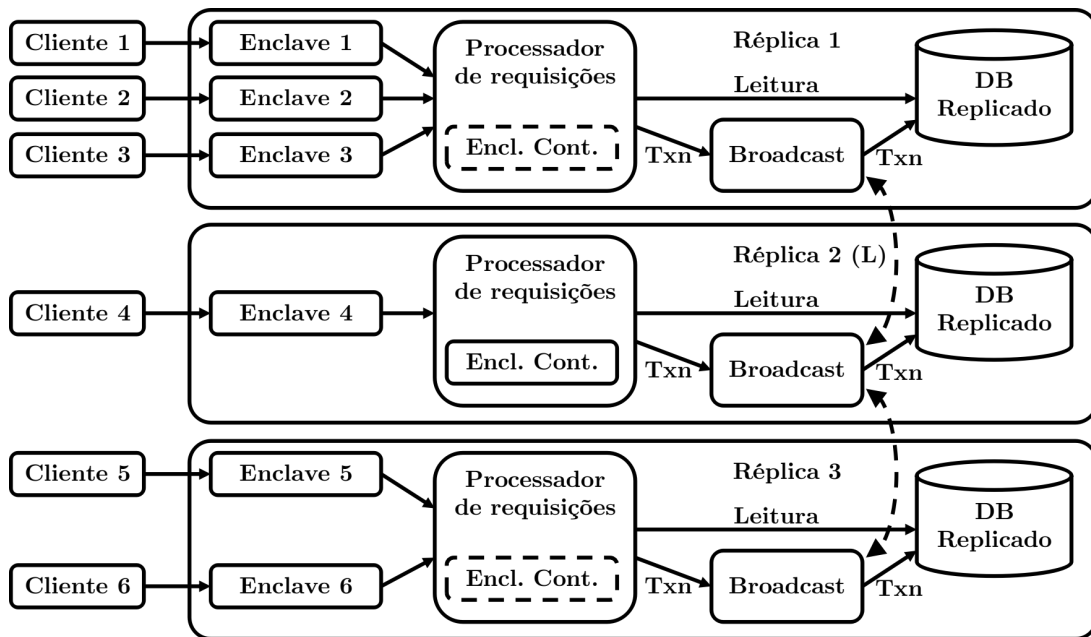 Cliente 1
Enclave 1
Cliente 2
Enclave 2
Cliente 3
Enclave 3
Processador
de requisições
Encl. Cont.
Réplica 1
Leitura
Txn
Broadcast
Txn
DB
Replicado
Cliente 4
Enclave 4
Processador
de requisições
Encl. Cont.
Réplica 2 (L)
Leitura
Txn
Broadcast
Txn
DB
Replicado
Cliente 5
Enclave 5
Cliente 6
Enclave 6
Processador
de requisições
Encl. Cont.
Réplica 3
Leitura
Txn
Broadcast
Txn
DB
Replicado